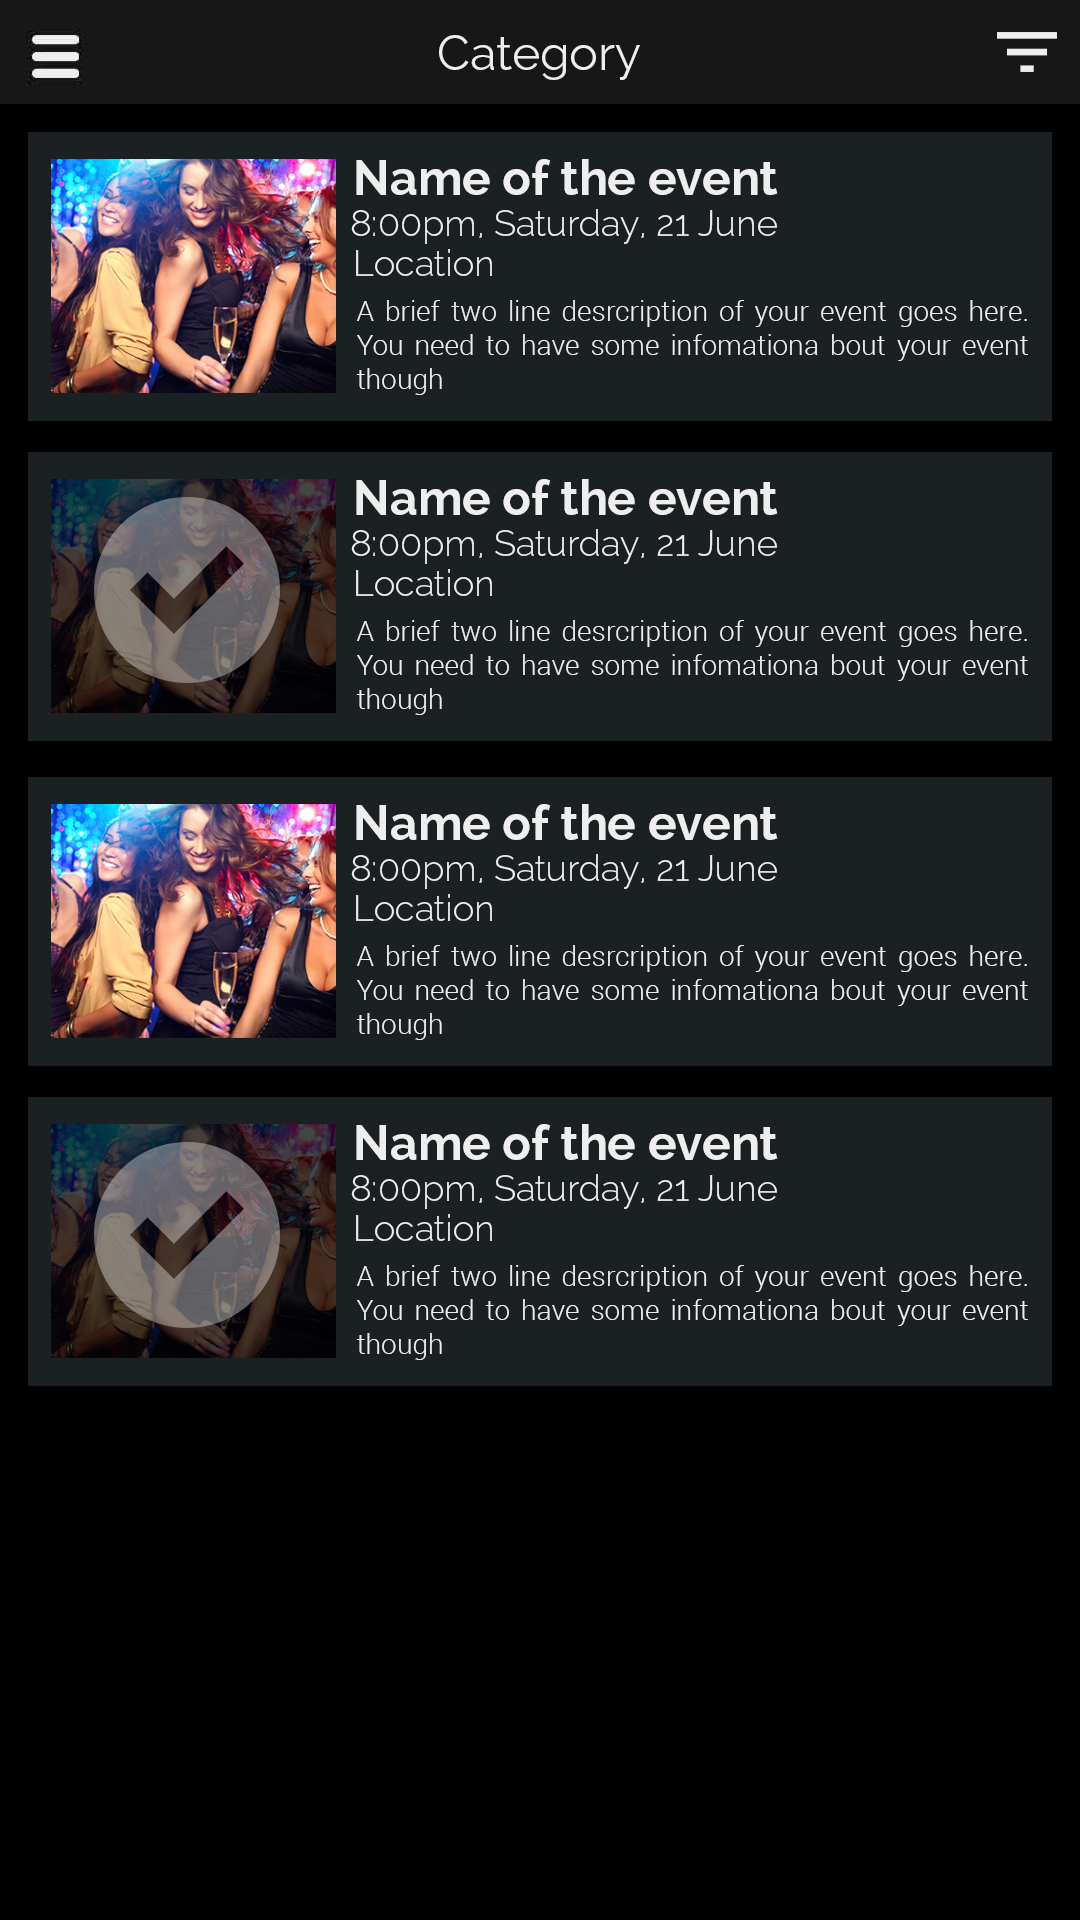 Category
Name of the event
8:00pm, Saturday, 21 June
Location
A brief two line desrcription of your event goes here.
You need to have some infomationa bout your event
though
Name of the event
8:00pm, Saturday, 21 June
Location
A brief two line desrcription of your event goes here.
You need to have some infomationa bout your event
though
Name of the event
8:00pm, Saturday, 21 June
Location
A brief two line desrcription of your event goes here.
You need to have some infomationa bout your event
though
Name of the event
8:00pm, Saturday, 21 June
Location
A brief two line desrcription of your event goes here.
You need to have some infomationa bout your event
though